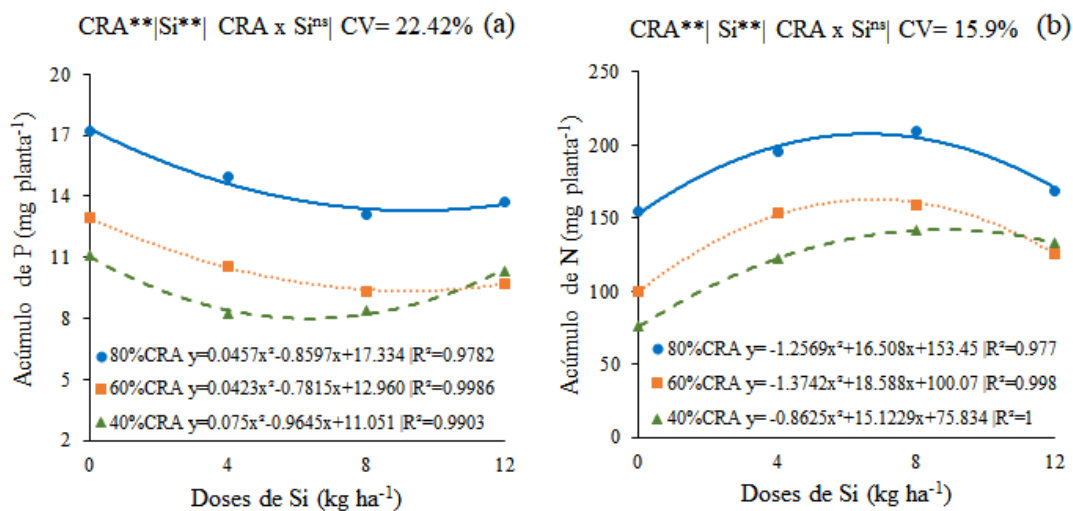 CRA**|Si**| CRA x Siⁿˢ| CV= 22.42% (a)
Acúmulo de P (mg planta⁻¹)
20
17
14
11
8
5
2
80%CRA y=0.0457x²-0.8597x+17.334 |R²=0.9782
60%CRA y=0.0423x²-0.7815x+12.960 |R²=0.9986
40%CRA y=0.075x²-0.9645x+11.051 |R²=0.9903
0 4 8 12
Doses de Si (kg ha⁻¹)
CRA**| Si**| CRA x Siⁿˢ| CV= 15.9% (b)
Acúmulo de N (mg planta⁻¹)
250
200
150
100
50
0
80%CRA y= -1.2569x²+16.508x+153.45 |R²=0.977
60%CRA y= -1.3742x²+18.588x+100.07 |R²=0.998
40%CRA y= -0.8625x²+15.1229x+75.834 |R²=1
0 4 8 12
Doses de Si (kg ha⁻¹)